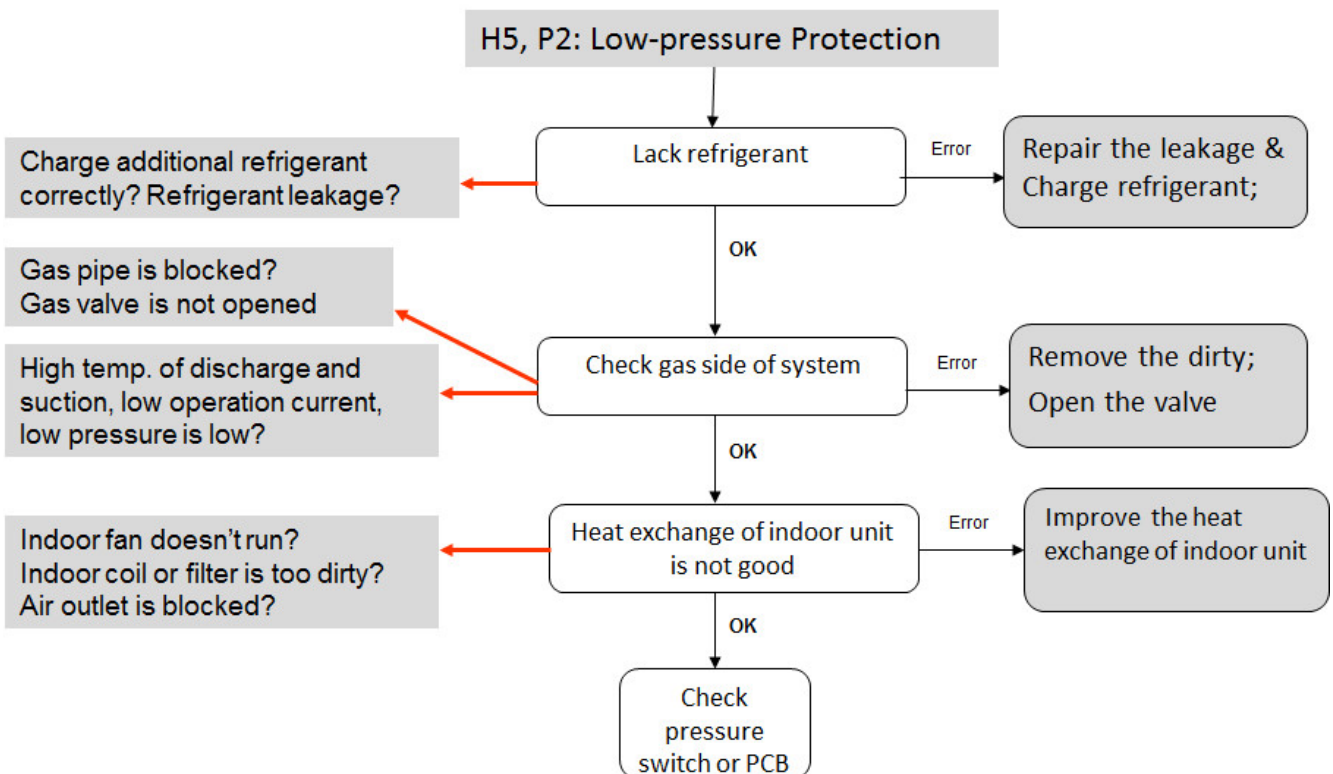 H5, P2: Low-pressure Protection
Charge additional refrigerant
correctly? Refrigerant leakage?
Lack refrigerant
Error
Repair the leakage &
Charge refrigerant;
OK
Gas pipe is blocked?
Gas valve is not opened
High temp. of discharge and
suction, low operation current,
low pressure is low?
Check gas side of system
Error
Remove the dirty;
Open the valve
OK
Indoor fan doesn't run?
Indoor coil or filter is too dirty?
Air outlet is blocked?
Heat exchange of indoor unit
is not good
Error
Improve the heat
exchange of indoor unit
OK
Check
pressure
switch or PCB